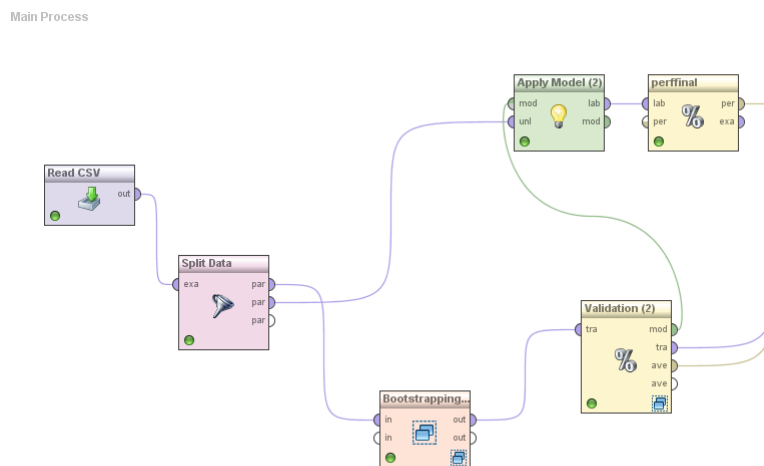 Main Process
Apply Model (2)
mod lab
unl mod
perffinal
lab per
per exa
Read CSV
out
Split Data
exa par
par
par
Validation (2)
tra mod
tra
ave
ave
Bootstrapping...
in out
in out